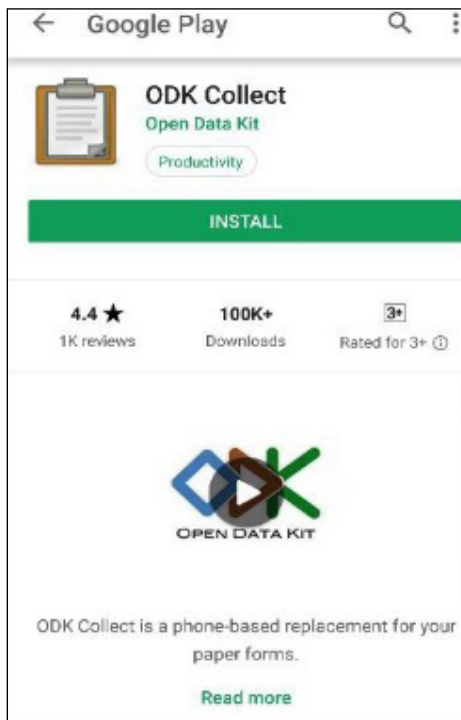 Google Play
ODK Collect
Open Data Kit
Productivity
INSTALL
4.4 ★ 100K+ 3+
1K reviews Downloads Rated for 3+
OPEN DATA KIT
ODK Collect is a phone-based replacement for your
paper forms.
Read more